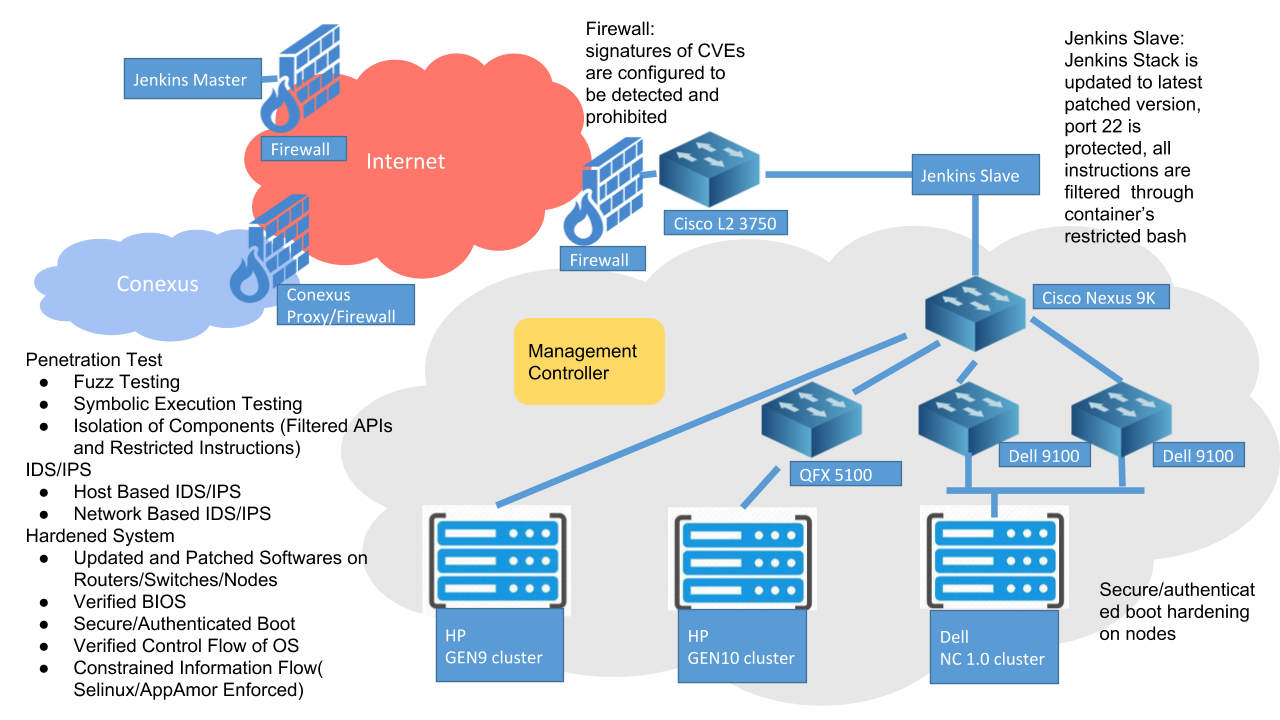 Jenkins Master
Firewall
Internet
Firewall:
signatures of CVEs
are configured to
be detected and
prohibited
Firewall
Cisco L2 3750
Jenkins Slave
Jenkins Slave:
Jenkins Stack is
updated to latest
patched version,
port 22 is
protected, all
instructions are
filtered  through
container’s
restricted bash
Conexus
Conexus
Proxy/Firewall
Cisco Nexus 9K
Management
Controller
QFX 5100
Dell 9100
Dell 9100
Penetration Test
● Fuzz Testing
● Symbolic Execution Testing
● Isolation of Components (Filtered APIs
and Restricted Instructions)
IDS/IPS
● Host Based IDS/IPS
● Network Based IDS/IPS
Hardened System
● Updated and Patched Softwares on
Routers/Switches/Nodes
● Verified BIOS
● Secure/Authenticated Boot
● Verified Control Flow of OS
● Constrained Information Flow(
Selinux/AppAmor Enforced)
HP
GEN9 cluster
HP
GEN10 cluster
Dell
NC 1.0 cluster
Secure/authenticat
ed boot hardening
on nodes